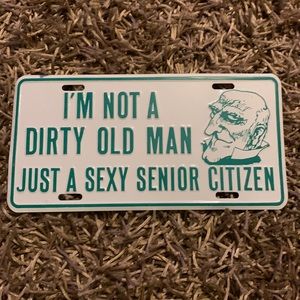 I'M NOT A
DIRTY OLD MAN
JUST A SEXY SENIOR CITIZEN